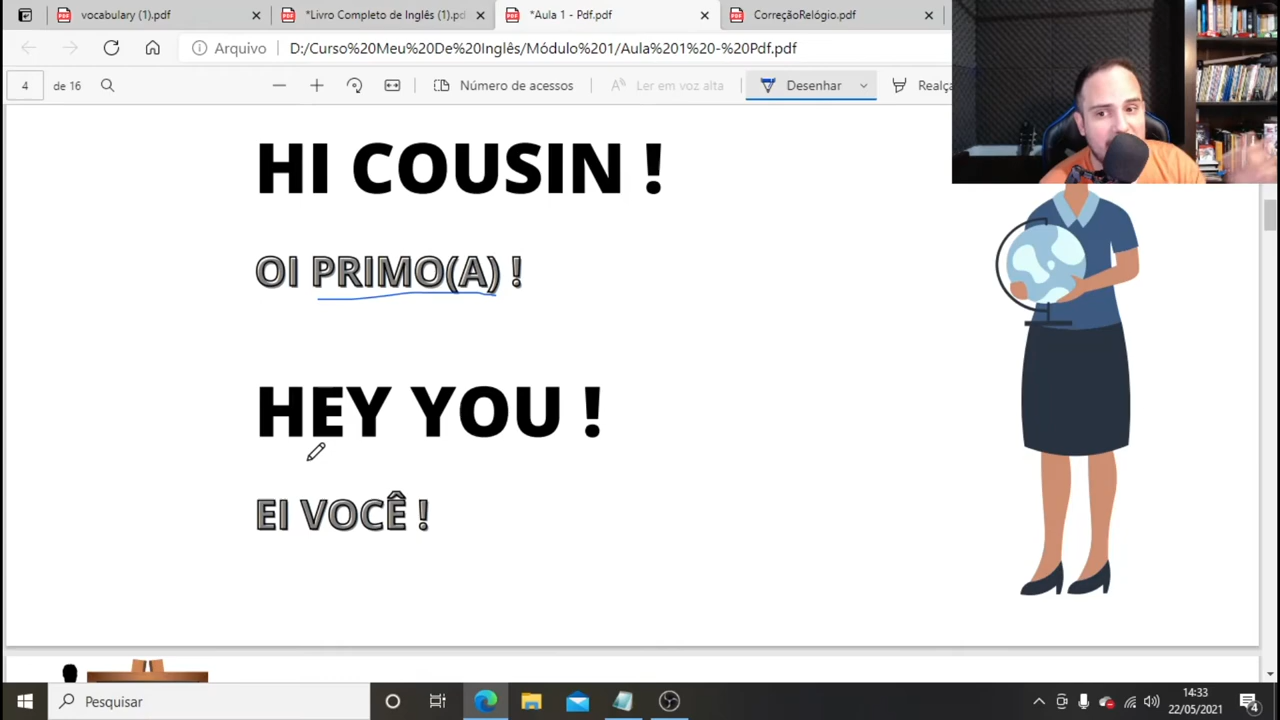 vocabulary (1).pdf
*Livro Completo de Inglês (1).pd
*Aula 1 - Pdf.pdf
CorreçãoRelógio.pdf
Arquivo
D:/Curso%20Meu%20De%20Inglês/Módulo%201/Aula%201%20-%20Pdf.pdf
4 de 16
Número de acessos
Ler em voz alta
Desenhar
Realça
HI COUSIN !
OI PRIMO(A) !
HEY YOU !
EI VOCÊ !
Pesquisar
14:33
22/05/2021
4